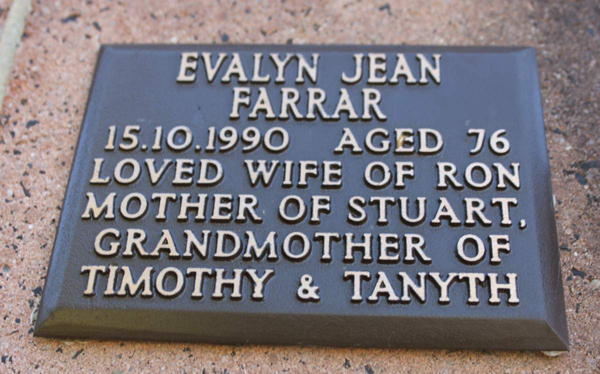 EVALYN JEAN
FARRAR
15.10.1990 AGED 76
LOVED WIFE OF RON
MOTHER OF STUART,
GRANDMOTHER OF
TIMOTHY & TANYTH